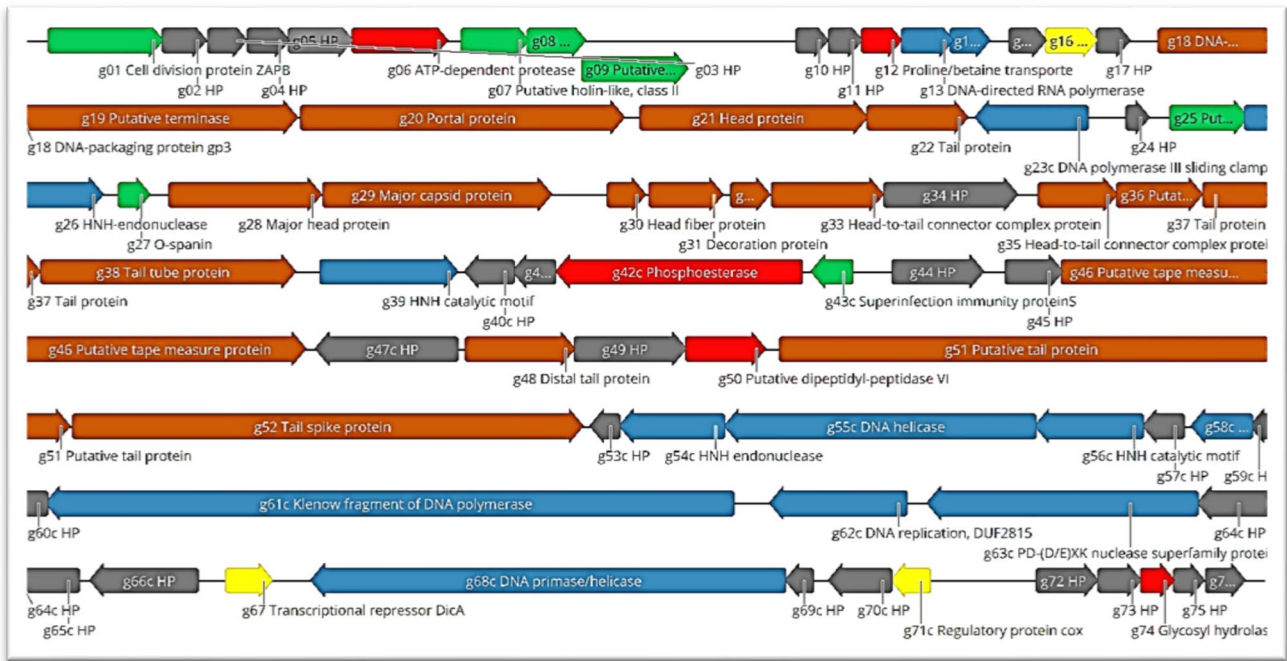 g05 HP g08 ... g1... g... g16 ... g18 DNA-...
g01 Cell division protein ZAPB g06 ATP-dependent protease g09 Putative... g03 HP g10 HP g12 Proline/betaine transporte g17 HP
g02 HP g04 HP g07 Putative holin-like, class II g11 HP g13 DNA-directed RNA polymerase
g19 Putative terminase g20 Portal protein g21 Head protein g25 Put...
g18 DNA-packaging protein gp3 g22 Tail protein g24 HP
g23c DNA polymerase III sliding clamp
g29 Major capsid protein g... g34 HP g36 Putat...
g26 HNH-endonuclease g28 Major head protein g30 Head fiber protein g33 Head-to-tail connector complex protein g37 Tail protein
g27 O-spanin g31 Decoration protein g35 Head-to-tail connector complex protei
g38 Tail tube protein g4... g42c Phosphoesterase g44 HP g46 Putative tape measu...
g37 Tail protein g39 HNH catalytic motif g43c Superinfection immunity proteinS
g40c HP g45 HP
g46 Putative tape measure protein g47c HP g49 HP g51 Putative tail protein
g48 Distal tail protein g50 Putative dipeptidyl-peptidase VI
g52 Tail spike protein g55c DNA helicase g58c ...
g51 Putative tail protein g53c HP g54c HNH endonuclease g56c HNH catalytic motif g59c H
g57c HP
g61c Klenow fragment of DNA polymerase
g60c HP g62c DNA replication, DUF2815 g64c HP
g63c PD-(D/E)XK nuclease superfamily protei
g66c HP g68c DNA primase/helicase g72 HP g7...
g64c HP g67 Transcriptional repressor DicA g69c HP g70c HP g73 HP g75 HP
g65c HP g71c Regulatory protein cox g74 Glycosyl hydrolas